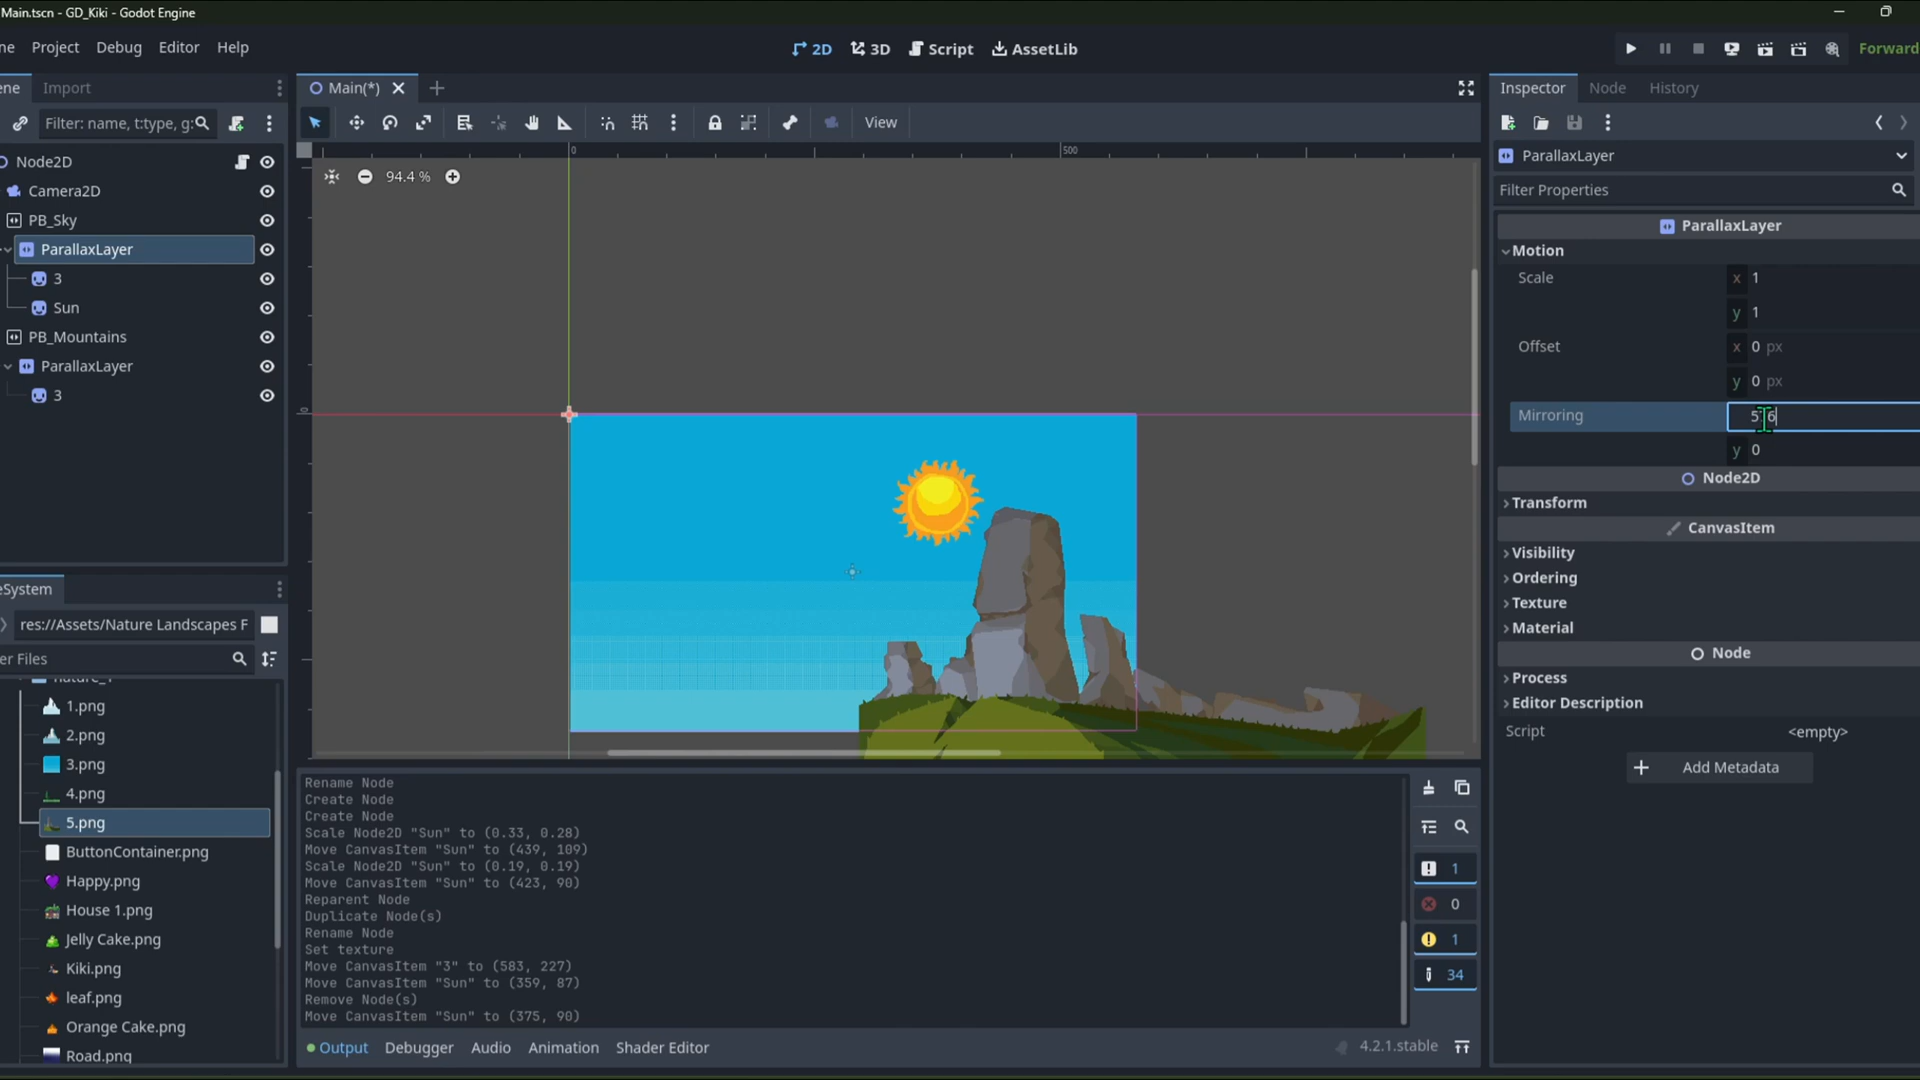 Main.tscn - GD_Kiki - Godot Engine
ne Project Debug Editor Help
2D 3D Script AssetLib
Forward
ene Import
Main(*)
Inspector Node History
Filter: name, t:type, g:
View
Node2D
Camera2D
PB_Sky
ParallaxLayer
3
Sun
PB_Mountains
ParallaxLayer
3
0 500
94.4 %
0
ParallaxLayer
Filter Properties
ParallaxLayer
Motion
Scale x 1
y 1
Offset x 0 px
y 0 px
Mirroring
y 0
Node2D
Transform
CanvasItem
Visibility
Ordering
Texture
Material
Node
Process
Editor Description
Script <empty>
Add Metadata
eSystem
res://Assets/Nature Landscapes F
er Files
nature_1
1.png
2.png
3.png
4.png
5.png
ButtonContainer.png
Happy.png
House 1.png
Jelly Cake.png
Kiki.png
leaf.png
Orange Cake.png
Road.png
Rename Node
Create Node
Create Node
Scale Node2D "Sun" to (0.33, 0.28)
Move CanvasItem "Sun" to (439, 109)
Scale Node2D "Sun" to (0.19, 0.19)
Move CanvasItem "Sun" to (423, 90)
Reparent Node
Duplicate Node(s)
Rename Node
Set texture
Move CanvasItem "3" to (583, 227)
Move CanvasItem "Sun" to (359, 87)
Remove Node(s)
Move CanvasItem "Sun" to (375, 90)
1
0
1
34
Output Debugger Audio Animation Shader Editor
4.2.1.stable